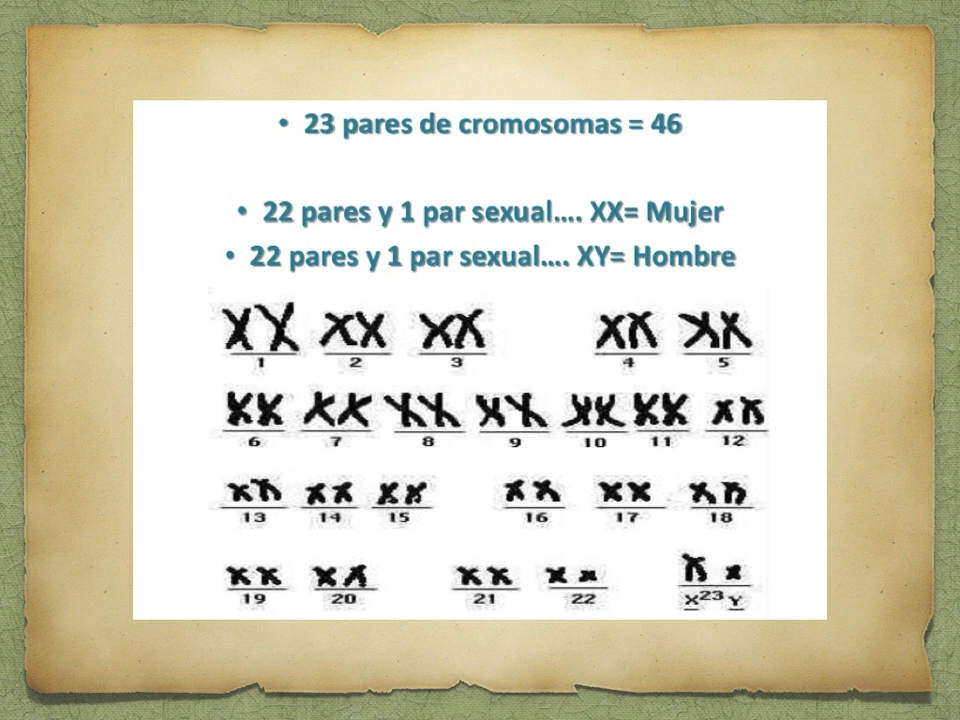 • 23 pares de cromosomas = 46
• 22 pares y 1 par sexual.... XX= Mujer
• 22 pares y 1 par sexual.... XY= Hombre
1 2 3 4 5
6 7 8 9 10 11 12
13 14 15 16 17 18
19 20 21 22 X 23 Y